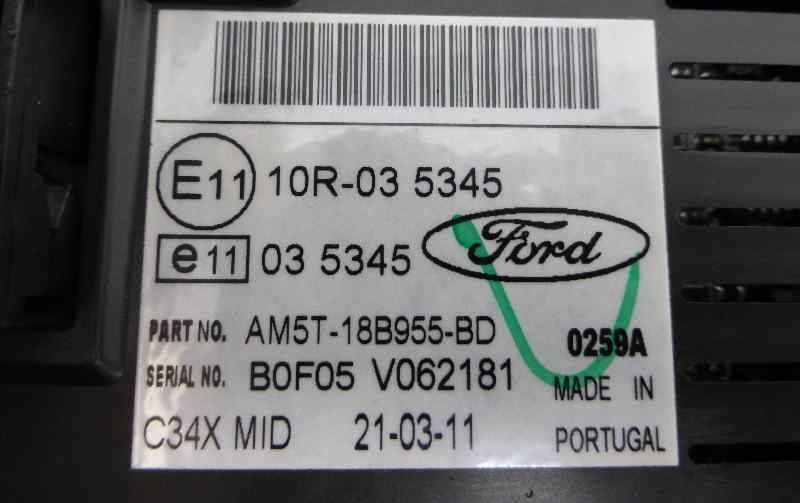 E11 10R-03 5345
e11 03 5345 Ford
PART NO. AM5T-18B955-BD 0259A
SERIAL NO. B0F05 V062181 MADE IN
C34X MID 21-03-11 PORTUGAL